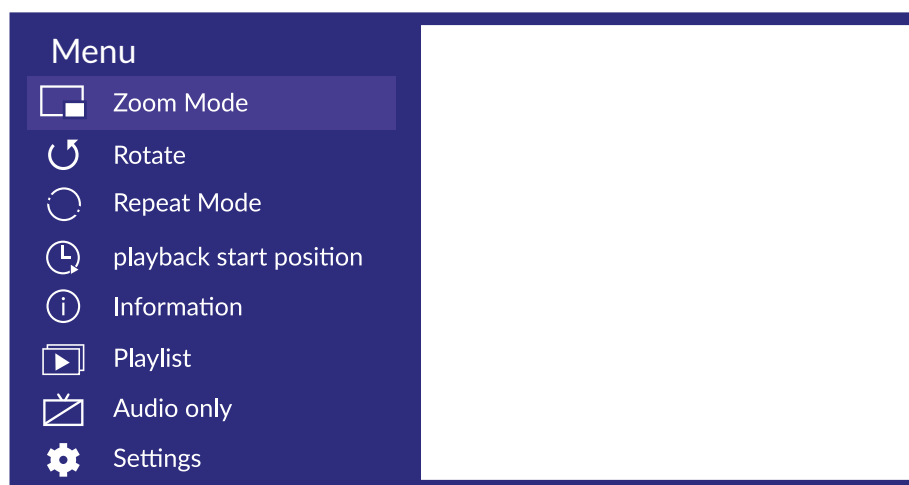 Menu
Zoom Mode
Rotate
Repeat Mode
playback start position
Information
Playlist
Audio only
Settings